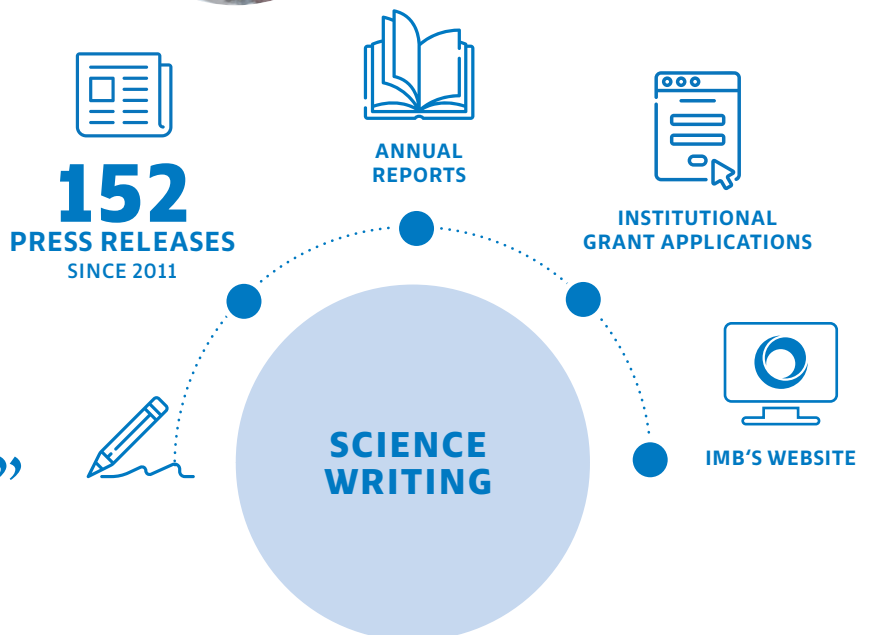 ANNUAL
REPORTS
152
PRESS RELEASES
SINCE 2011
INSTITUTIONAL
GRANT APPLICATIONS
IMB'S WEBSITE
SCIENCE
WRITING
”